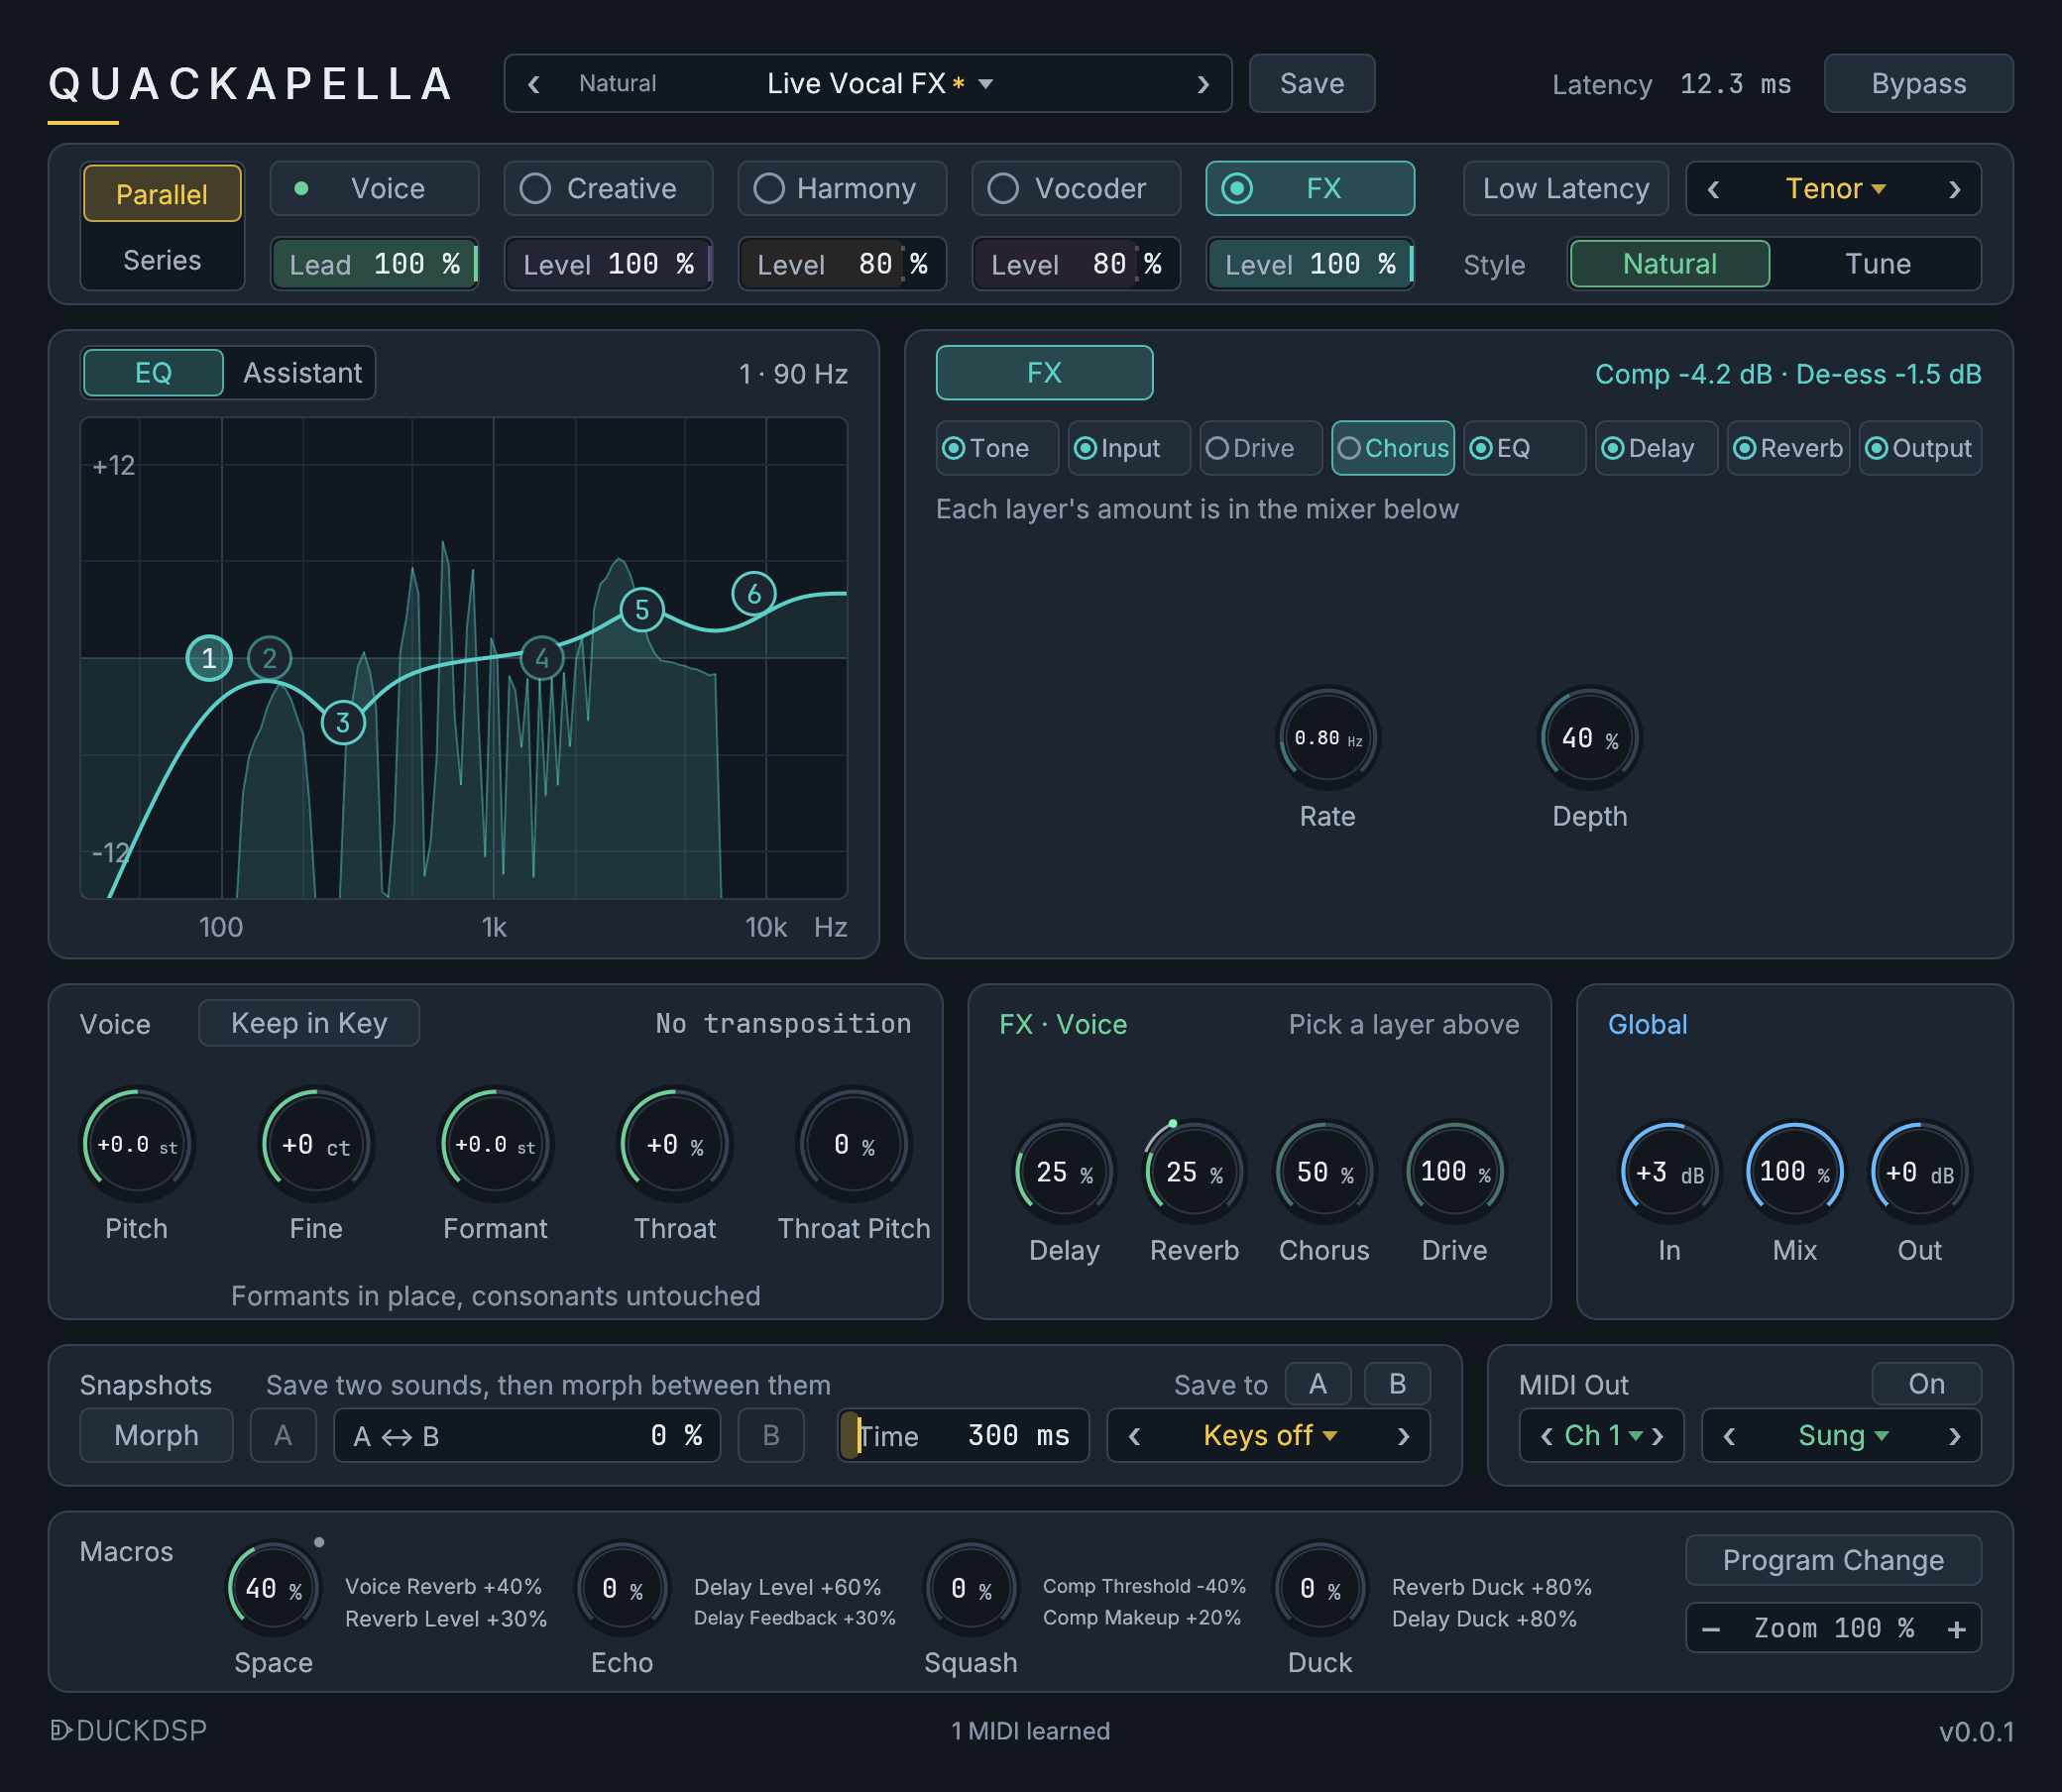 QUACKAPELLA
‹ Natural Live Vocal FX * ›
Save
Latency 12.3 ms
Bypass
Parallel
Voice
Creative
Harmony
Vocoder
FX
Low Latency
‹ Tenor ›
Series
Lead 100 %
Level 100 %
Level 80 %
Level 80 %
Level 100 %
Style
Natural
Tune
EQ
Assistant
1 · 90 Hz
FX
Comp -4.2 dB · De-ess -1.5 dB
Tone
Input
Drive
Chorus
EQ
Delay
Reverb
Output
Each layer's amount is in the mixer below
+12
1
2
3
4
5
6
-12
100
1k
10k
Hz
0.80 Hz
40 %
Rate
Depth
Voice
Keep in Key
No transposition
+0.0 st
+0 ct
+0.0 st
+0 %
0 %
Pitch
Fine
Formant
Throat
Throat Pitch
Formants in place, consonants untouched
FX · Voice
Pick a layer above
25 %
25 %
50 %
100 %
Delay
Reverb
Chorus
Drive
Global
+3 dB
100 %
+0 dB
In
Mix
Out
Snapshots
Save two sounds, then morph between them
Save to
A
B
Morph
A
A ↔ B 0 %
B
Time 300 ms
‹ Keys off ›
MIDI Out
On
‹ Ch 1 ›
‹ Sung ›
Macros
40 %
Space
Voice Reverb +40%
Reverb Level +30%
0 %
Echo
Delay Level +60%
Delay Feedback +30%
0 %
Squash
Comp Threshold -40%
Comp Makeup +20%
0 %
Duck
Reverb Duck +80%
Delay Duck +80%
Program Change
− Zoom 100 % +
DUCKDSP
1 MIDI learned
v0.0.1